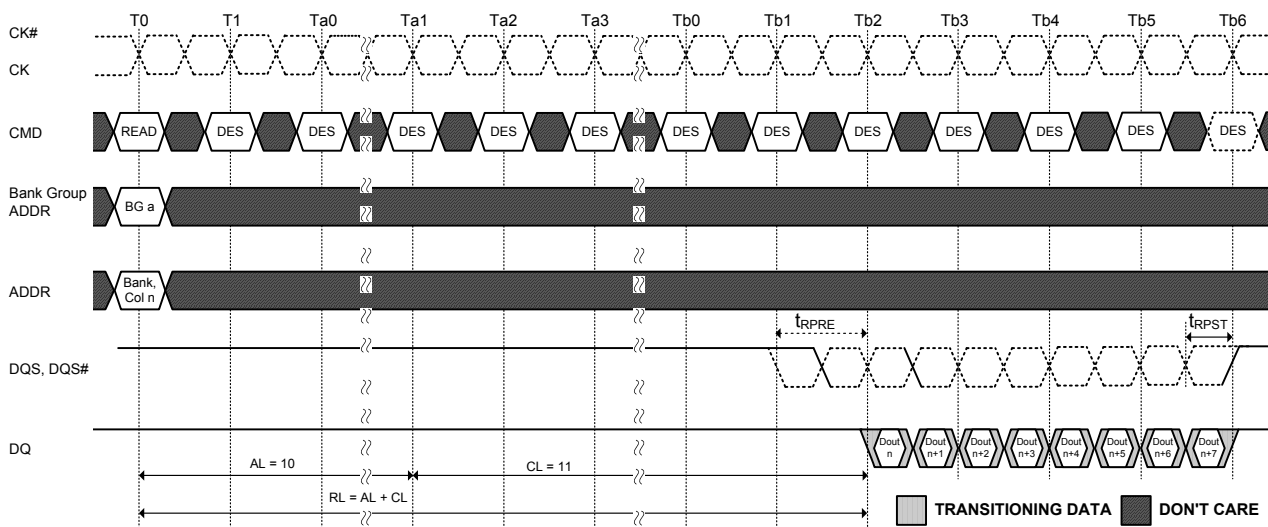 T0 T1 Ta0 Ta1 Ta2 Ta3 Tb0 Tb1 Tb2 Tb3 Tb4 Tb5 Tb6
CK#
CK
CMD READ DES DES DES DES DES DES DES DES DES DES DES DES
Bank Group
ADDR
BG a
ADDR
Bank,
Col n
tRPRE tRPST
DQS, DQS#
DQ
Dout
n
Dout
n+1
Dout
n+2
Dout
n+3
Dout
n+4
Dout
n+5
Dout
n+6
Dout
n+7
AL = 10 CL = 11
RL = AL + CL
TRANSITIONING DATA DON'T CARE